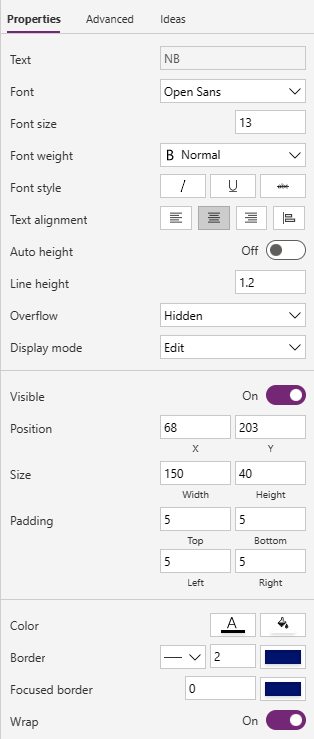 Properties Advanced Ideas
Text NB
Font Open Sans
Font size 13
Font weight B Normal
Font style / U abc
Text alignment
Auto height Off
Line height 1.2
Overflow Hidden
Display mode Edit
Visible On
Position 68 203
X Y
Size 150 40
Width Height
Padding 5 5
Top Bottom
5 5
Left Right
Color A
Border 2
Focused border 0
Wrap On